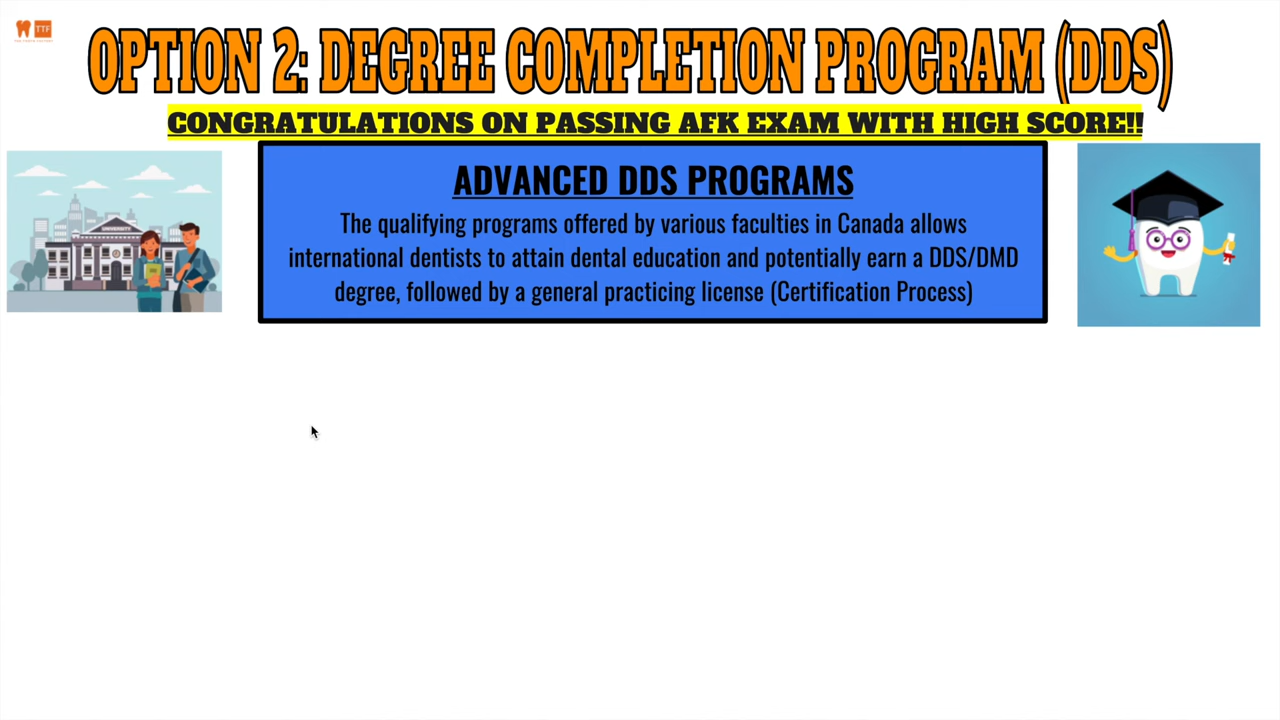 TTF
OPTION 2: DEGREE COMPLETION PROGRAM (DDS)
CONGRATULATIONS ON PASSING AFK EXAM WITH HIGH SCORE!!
UNIVERSITY
ADVANCED DDS PROGRAMS
The qualifying programs offered by various faculties in Canada allows
international dentists to attain dental education and potentially earn a DDS/DMD
degree, followed by a general practicing license (Certification Process)